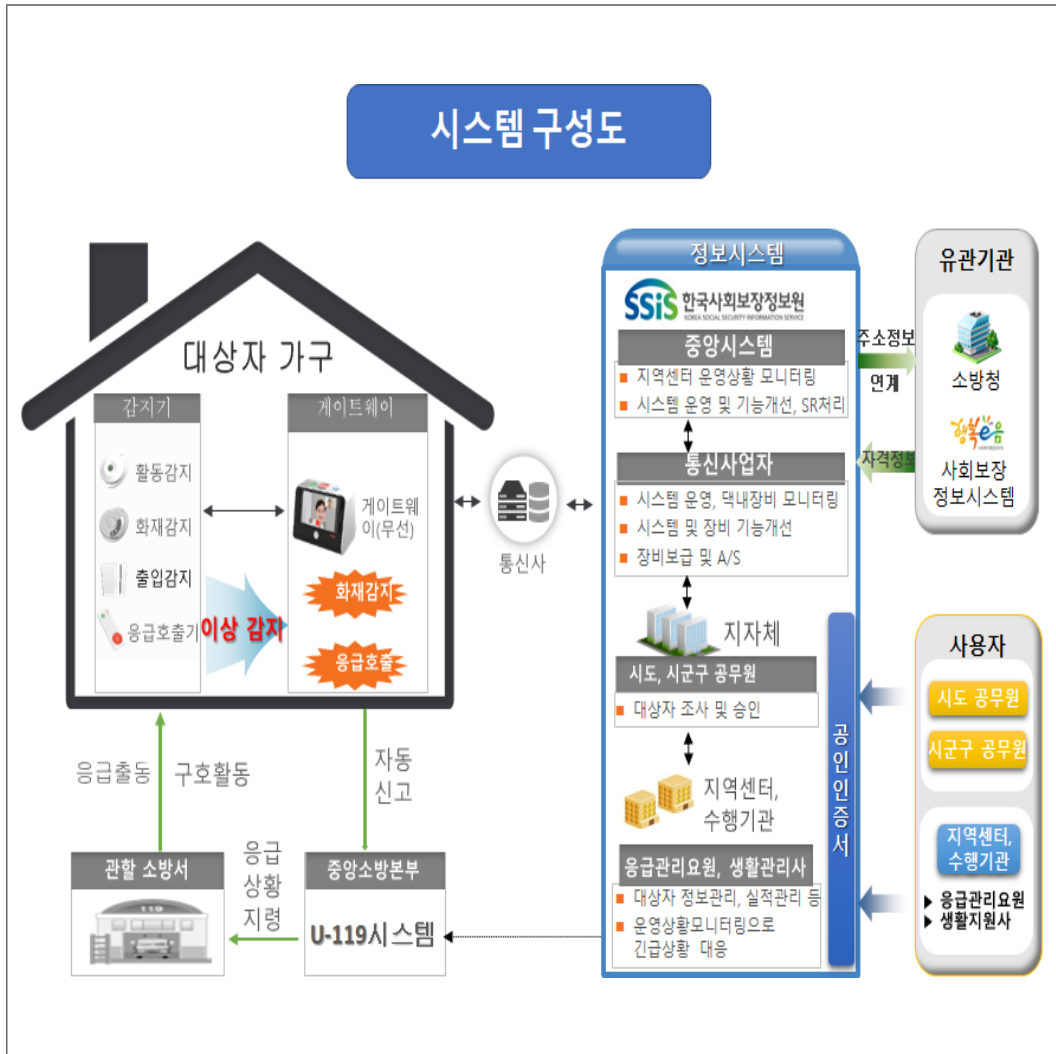 시스템 구성도
대상자 가구
감지기
활동감지
화재감지
출입감지
응급호출기
이상 감지
게이트웨이
게이트웨
이(무선)
화재감지
응급호출
통신사
정보시스템
SSiS 한국사회보장정보원
KOREA SOCIAL SECURITY INFORMATION SERVICE
중앙시스템
지역센터 운영상황 모니터링
시스템 운영 및 기능개선, SR처리
통신사업자
시스템 운영, 댁내장비 모니터링
시스템 및 장비 기능개선
장비보급 및 A/S
지자체
시도, 시군구 공무원
대상자 조사 및 승인
지역센터,
수행기관
응급관리요원, 생활관리사
대상자 정보관리, 실적관리 등
운영상황모니터링으로
긴급상황 대응
공인인증서
주소정보
연계
자격정보
유관기관
소방청
행복e음
사회보장
정보시스템
사용자
시도 공무원
시군구 공무원
지역센터,
수행기관
응급관리요원
생활지원사
응급출동
구호활동
자동
신고
관할 소방서
119
응급
상황
지령
중앙소방본부
U-119시스템